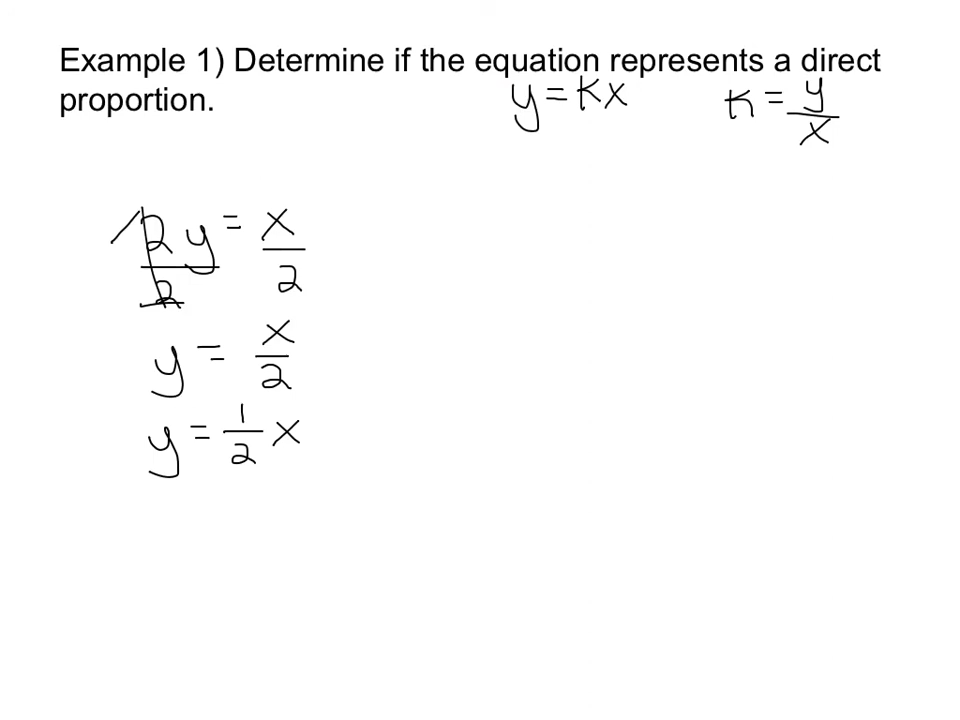 Example 1) Determine if the equation represents a direct
proportion.
y = kx
k = y/x
2y/2 = x/2
y = x/2
y = 1/2 x